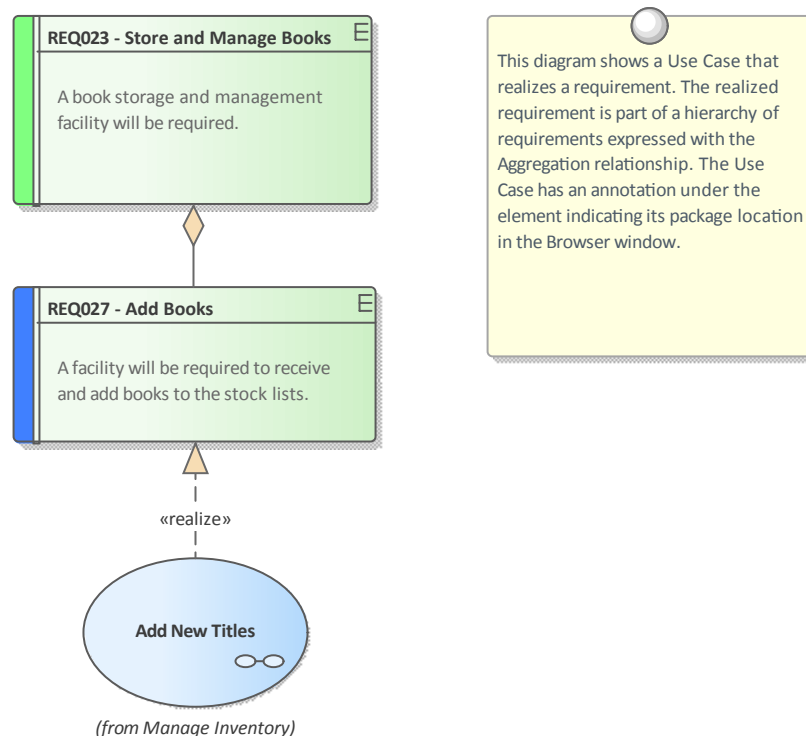 REQ023 - Store and Manage Books
E
A book storage and management
facility will be required.
This diagram shows a Use Case that
realizes a requirement. The realized
requirement is part of a hierarchy of
requirements expressed with the
Aggregation relationship. The Use
Case has an annotation under the
element indicating its package location
in the Browser window.
REQ027 - Add Books
E
A facility will be required to receive
and add books to the stock lists.
«realize»
Add New Titles
(from Manage Inventory)